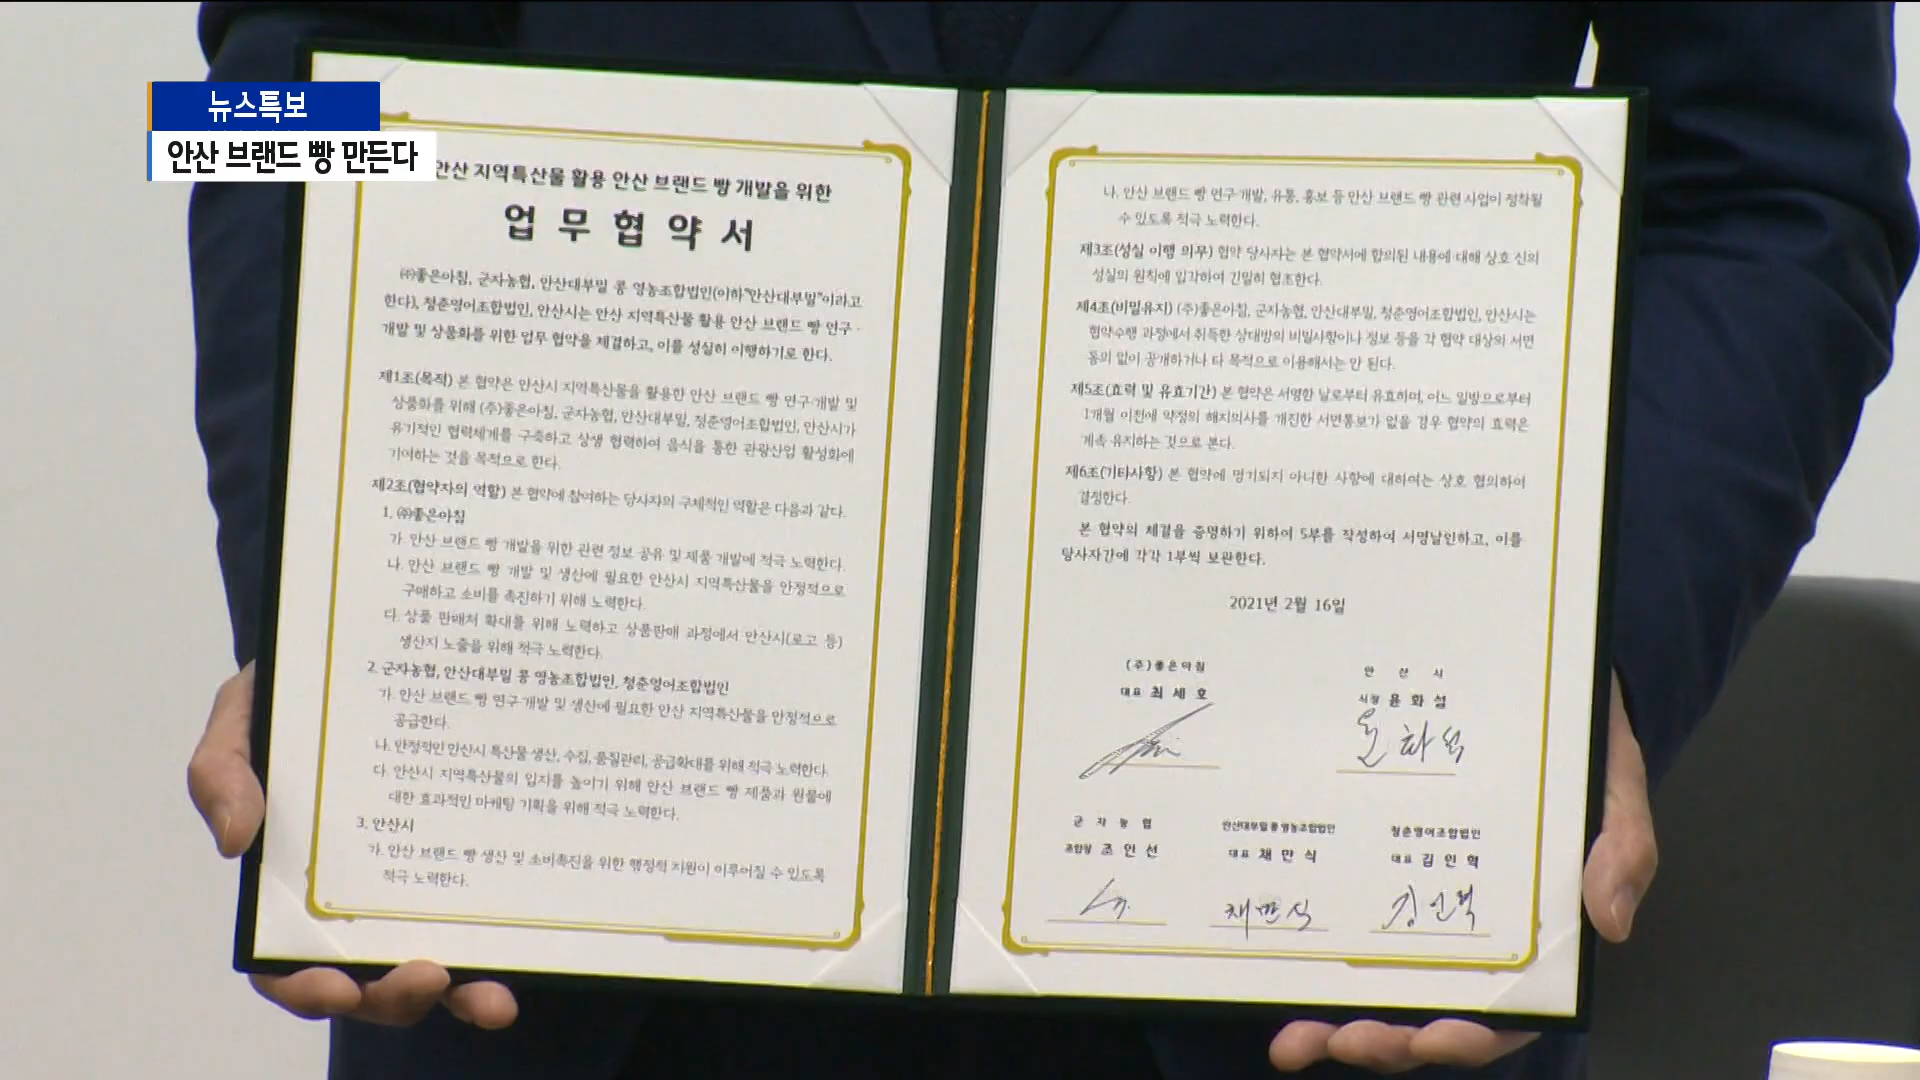 뉴스특보
안산 브랜드 빵 만든다
안산 지역특산물 활용 안산 브랜드 빵 개발을 위한
업무협약서
㈜좋은아침, 군자농협, 안산대부밀 콩 영농조합법인(이하"안산대부밀"이라고
한다), 청춘영어조합법인, 안산시는 안산 지역특산물 활용 안산 브랜드 빵 연구·
개발 및 상품화를 위한 업무 협약을 체결하고, 이를 성실히 이행하기로 한다.
제1조(목적) 본 협약은 안산시 지역특산물을 활용한 안산 브랜드 빵 연구·개발 및
상품화를 위해 (주)좋은아침, 군자농협, 안산대부밀, 청춘영어조합법인, 안산시가
유기적인 협력체계를 구축하고 상생 협력하여 음식을 통한 관광산업 활성화에
기여하는 것을 목적으로 한다.
제2조(협약자의 역할) 본 협약에 참여하는 당사자의 구체적인 역할은 다음과 같다.
1. ㈜좋은아침
가. 안산 브랜드 빵 개발을 위한 관련 정보 공유 및 제품 개발에 적극 노력한다.
나. 안산 브랜드 빵 개발 및 생산에 필요한 안산시 지역특산물을 안정적으로
구매하고 소비를 촉진하기 위해 노력한다.
다. 상품 판매처 확대를 위해 노력하고 상품판매 과정에서 안산시(로고 등)
생산지 노출을 위해 적극 노력한다.
2. 군자농협, 안산대부밀 콩 영농조합법인, 청춘영어조합법인
가. 안산 브랜드 빵 연구·개발 및 생산에 필요한 안산 지역특산물을 안정적으로
공급한다.
나. 안정적인 안산시 특산물 생산, 수집, 품질관리, 공급확대를 위해 적극 노력한다.
다. 안산시 지역특산물의 입지를 높이기 위해 안산 브랜드 빵 제품과 원물에
대한 효과적인 마케팅 기획을 위해 적극 노력한다.
3. 안산시
가. 안산 브랜드 빵 생산 및 소비촉진을 위한 행정적 지원이 이루어질 수 있도록
적극 노력한다.
나. 안산 브랜드 빵 연구·개발, 유통, 홍보 등 안산 브랜드 빵 관련 사업이 정착될
수 있도록 적극 노력한다.
제3조(성실 이행 의무) 협약 당사자는 본 협약서에 합의된 내용에 대해 상호 신의
성실의 원칙에 입각하여 긴밀히 협조한다.
제4조(비밀유지) (주)좋은아침, 군자농협, 안산대부밀, 청춘영어조합법인, 안산시는
협약수행 과정에서 취득한 상대방의 비밀사항이나 정보 등을 각 협약 대상의 서면
동의 없이 공개하거나 타 목적으로 이용해서는 안 된다.
제5조(효력 및 유효기간) 본 협약은 서명한 날로부터 유효하며, 어느 일방으로부터
1개월 이전에 약정의 해지의사를 개진한 서면통보가 없을 경우 협약의 효력은
계속 유지하는 것으로 본다.
제6조(기타사항) 본 협약에 명기되지 아니한 사항에 대하여는 상호 협의하여
결정한다.
본 협약의 체결을 증명하기 위하여 5부를 작성하여 서명날인하고, 이를
당사자간에 각각 1부씩 보관한다.
2021년 2월 16일
(주)좋은아침
대표 최세호
안산시
시장 윤화섭
윤화섭
군자농협
조합장 조인선
안산대부밀콩영농조합법인
대표 채만식
채만식
청춘영어조합법인
대표 김인혁
김인혁